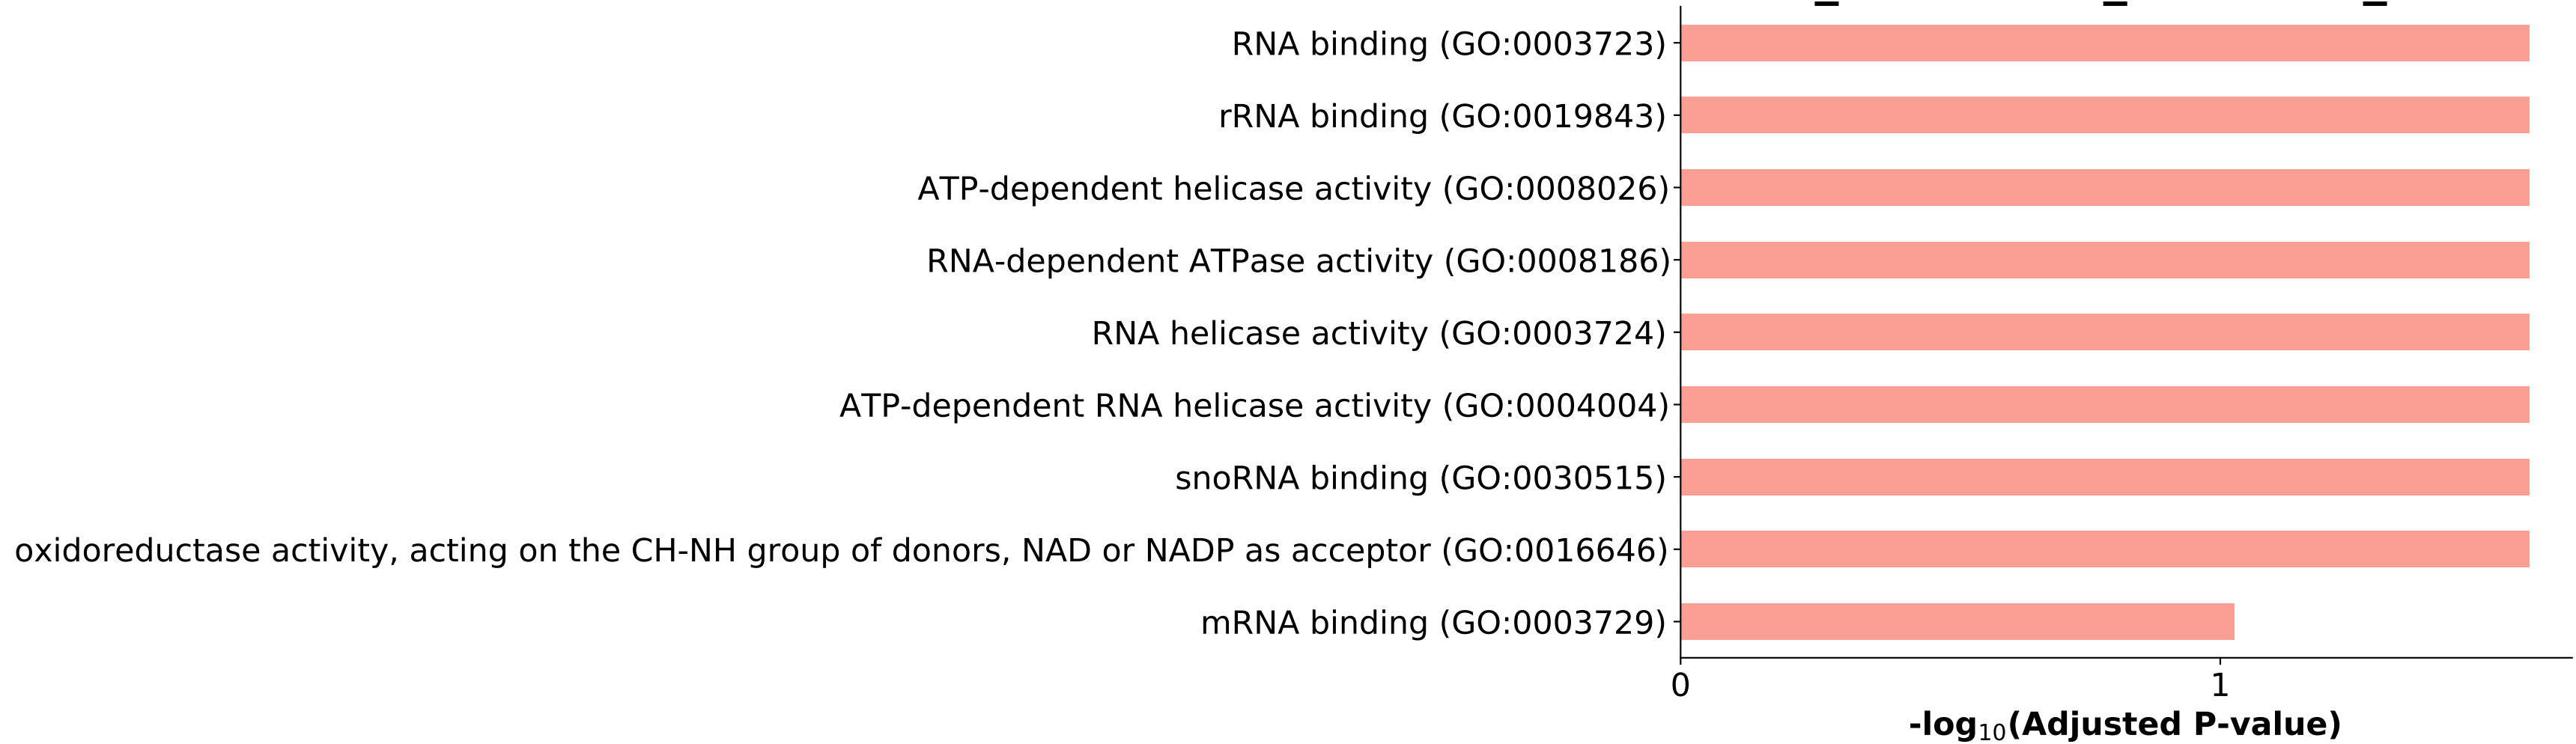 RNA binding (GO:0003723)
rRNA binding (GO:0019843)
ATP-dependent helicase activity (GO:0008026)
RNA-dependent ATPase activity (GO:0008186)
RNA helicase activity (GO:0003724)
ATP-dependent RNA helicase activity (GO:0004004)
snoRNA binding (GO:0030515)
oxidoreductase activity, acting on the CH-NH group of donors, NAD or NADP as acceptor (GO:0016646)
mRNA binding (GO:0003729)
0 1
-log₁₀(Adjusted P-value)